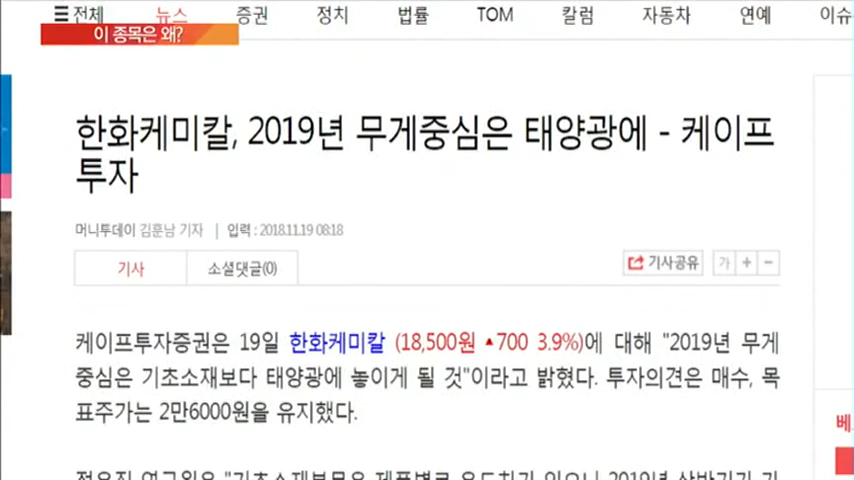 ☰전체 뉴스 증권 정치 법률 TOM 칼럼 자동차 연예 이슈
이 종목은 왜?
한화케미칼, 2019년 무게중심은 태양광에 - 케이프
투자
머니투데이 김훈남 기자 | 입력 : 2018.11.19 08:18
기사 소셜댓글(0) 기사공유 가 + -
케이프투자증권은 19일 한화케미칼 (18,500원 ▲700 3.9%)에 대해 "2019년 무게
중심은 기초소재보다 태양광에 놓이게 될 것"이라고 밝혔다. 투자의견은 매수, 목
표주가는 2만6000원을 유지했다.
베